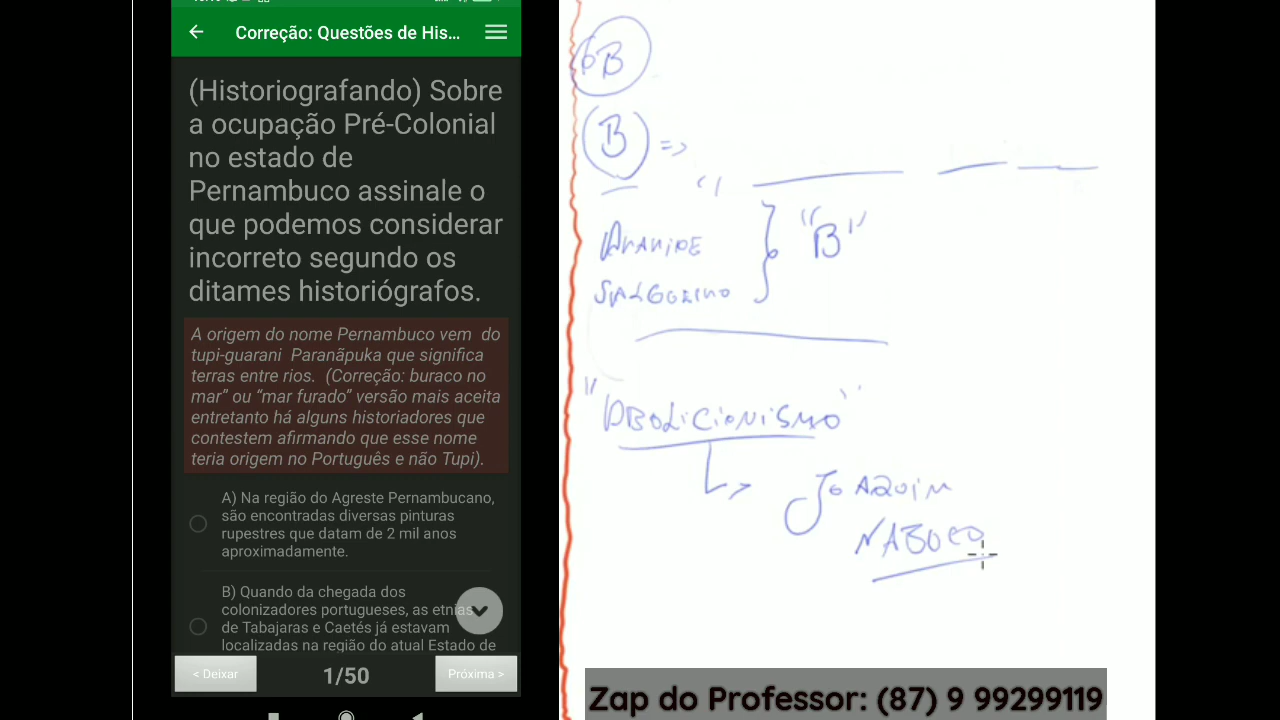 Correção: Questões de His...
(Historiografando) Sobre
a ocupação Pré-Colonial
no estado de
Pernambuco assinale o
que podemos considerar
incorreto segundo os
ditames historiógrafos.
A origem do nome Pernambuco vem do
tupi-guarani Paranãpuka que significa
terras entre rios. (Correção: buraco no
mar” ou “mar furado” versão mais aceita
entretanto há alguns historiadores que
contestem afirmando que esse nome
teria origem no Português e não Tupi).
A) Na região do Agreste Pernambucano,
são encontradas diversas pinturas
rupestres que datam de 2 mil anos
aproximadamente.
B) Quando da chegada dos
colonizadores portugueses, as etnias
de Tabajaras e Caetés já estavam
localizadas na região do atual Estado de
< Deixar
1/50
Próxima >
6B
B =>
"B"
SALGUEIRO
"ABOLICIONISMO"
JOAQUIM
NABUCO
Zap do Professor: (87) 9 99299119